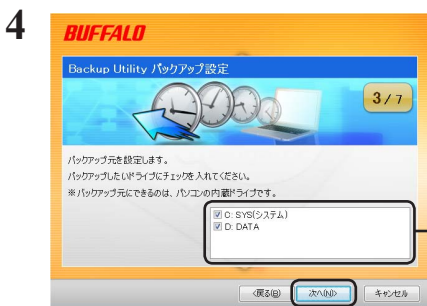 4
BUFFALO
Backup Utility バックアップ設定
3/7
バックアップ元を設定します。
バックアップしたいドライブにチェックを入れてください。
※バックアップ元にできるのは、パソコンの内蔵ドライブです。
C: SYS(システム)
D: DATA
<戻る(B) 次へ(N)> キャンセル